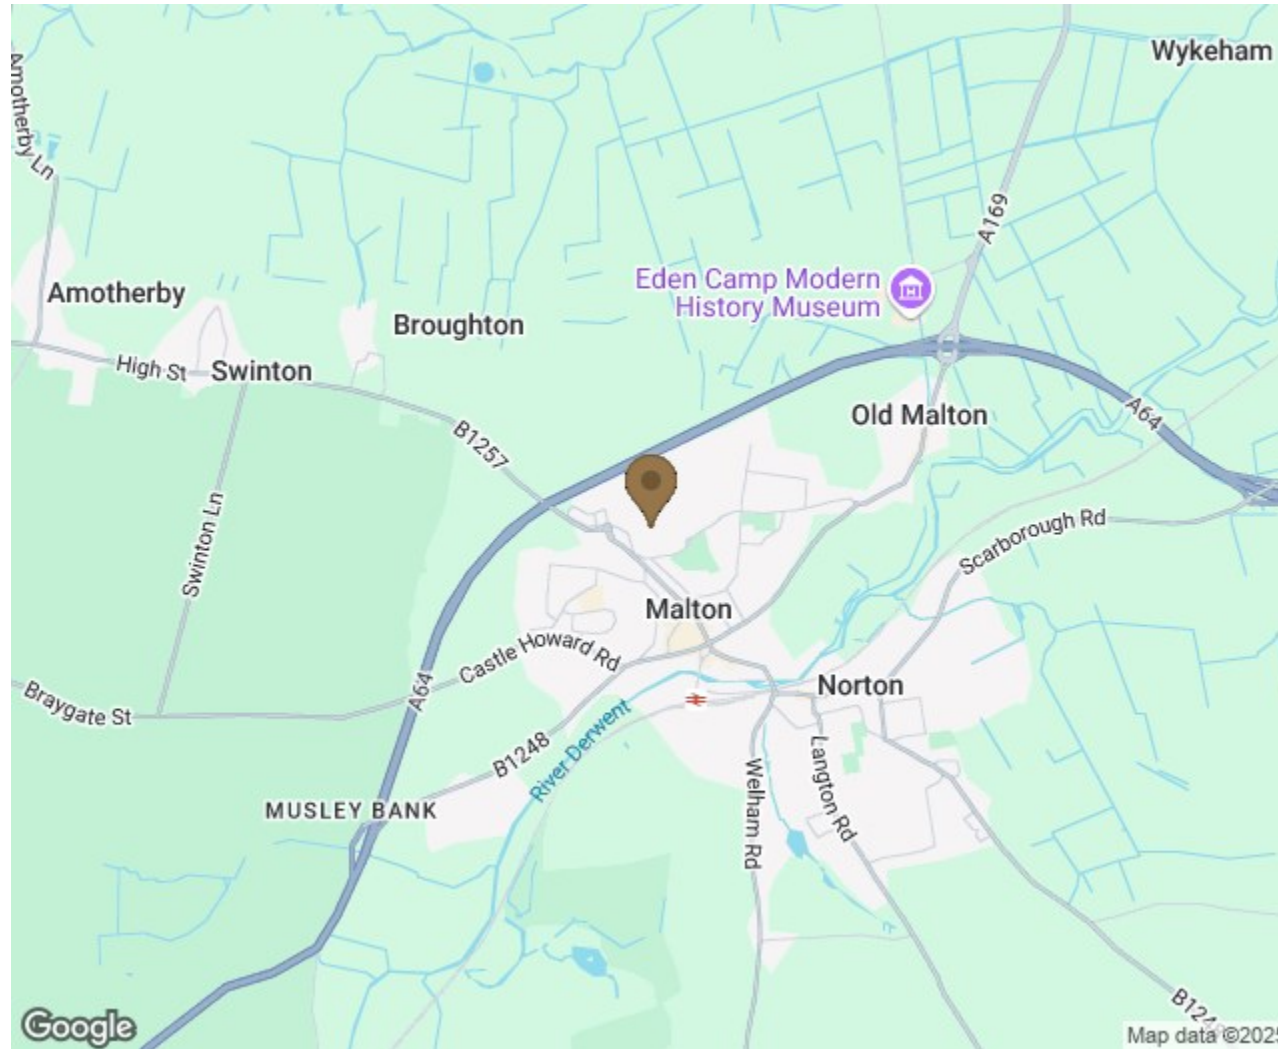 Wykeham
Amotherby Ln
A169
Eden Camp Modern
History Museum
Amotherby
Broughton
High St
Swinton
Old Malton
A64
B1257
Swinton Ln
Scarborough Rd
Malton
Castle Howard Rd
Norton
A64
Braygate St
River Derwent
B1248
Langton Rd
Welham Rd
MUSLEY BANK
Google
Map data ©2025